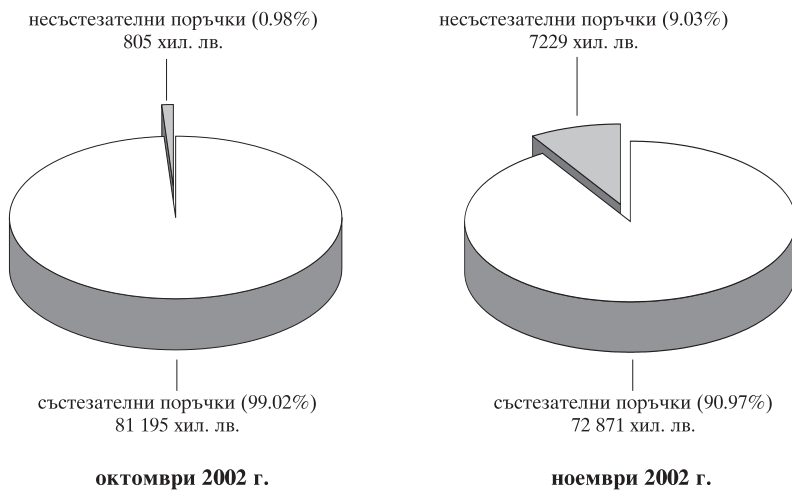 несъстезателни поръчки (0.98%)
805 хил. лв.
несъстезателни поръчки (9.03%)
7229 хил. лв.
състезателни поръчки (99.02%)
81 195 хил. лв.
състезателни поръчки (90.97%)
72 871 хил. лв.
октомври 2002 г.
ноември 2002 г.